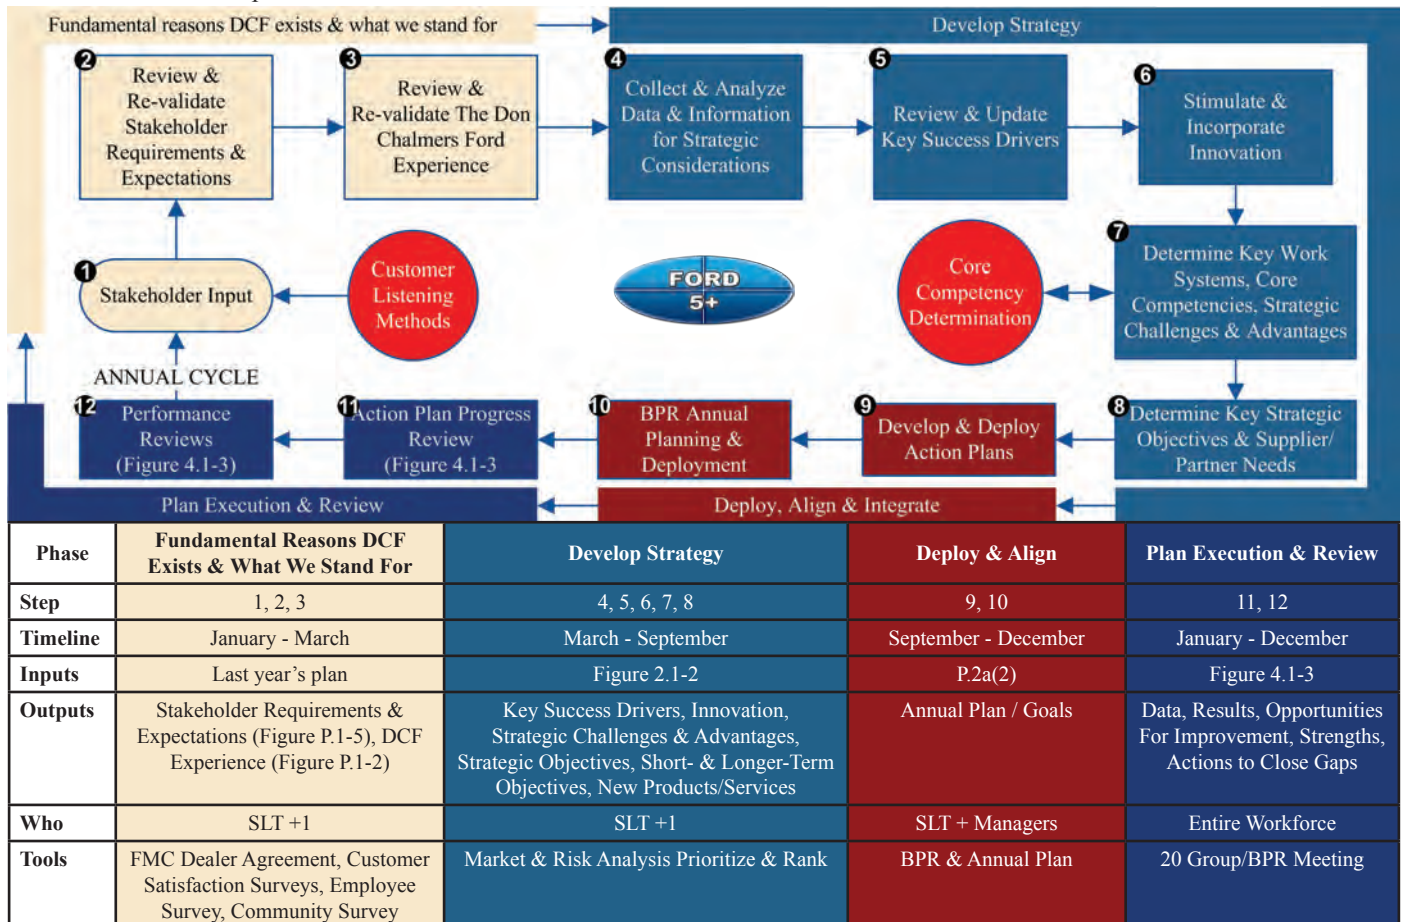 Fundamental reasons DCF exists & what we stand for
Develop Strategy
2
Review &
Re-validate
Stakeholder
Requirements &
Expectations
3
Review &
Re-validate The Don
Chalmers Ford
Experience
4
Collect & Analyze
Data & Information
for Strategic
Considerations
5
Review & Update
Key Success Drivers
6
Stimulate &
Incorporate
Innovation
1
Stakeholder Input
Customer
Listening
Methods
FORD
5+
Core
Competency
Determination
7
Determine Key Work
Systems, Core
Competencies, Strategic
Challenges & Advantages
ANNUAL CYCLE
12
Performance
Reviews
(Figure 4.1-3)
11
Action Plan Progress
Review
(Figure 4.1-3
10
BPR Annual
Planning &
Deployment
9
Develop & Deploy
Action Plans
8
Determine Key Strategic
Objectives & Supplier/
Partner Needs
Plan Execution & Review
Deploy, Align & Integrate
Phase
Fundamental Reasons DCF
Exists & What We Stand For
Develop Strategy
Deploy & Align
Plan Execution & Review
Step
1, 2, 3
4, 5, 6, 7, 8
9, 10
11, 12
Timeline
January - March
March - September
September - December
January - December
Inputs
Last year’s plan
Figure 2.1-2
P.2a(2)
Figure 4.1-3
Outputs
Stakeholder Requirements &
Expectations (Figure P.1-5), DCF
Experience (Figure P.1-2)
Key Success Drivers, Innovation,
Strategic Challenges & Advantages,
Strategic Objectives, Short- & Longer-Term
Objectives, New Products/Services
Annual Plan / Goals
Data, Results, Opportunities
For Improvement, Strengths,
Actions to Close Gaps
Who
SLT +1
SLT +1
SLT + Managers
Entire Workforce
Tools
FMC Dealer Agreement, Customer
Satisfaction Surveys, Employee
Survey, Community Survey
Market & Risk Analysis Prioritize & Rank
BPR & Annual Plan
20 Group/BPR Meeting